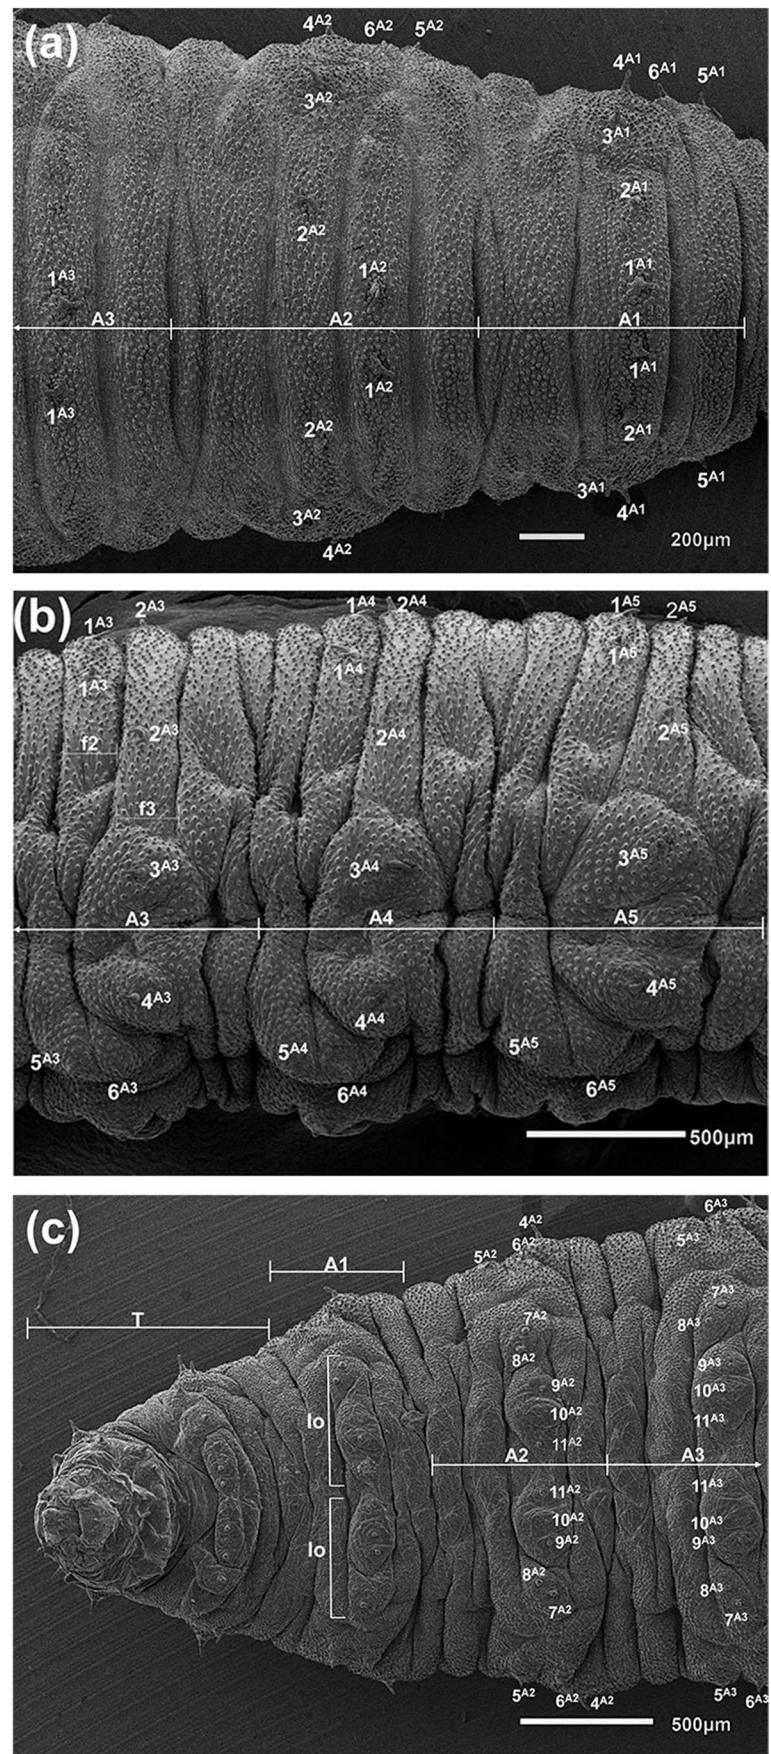 (a)
4A2
6A2
5A2
4A1
6A1
5A1
3A2
3A1
2A1
2A2
1A3
1A2
1A1
A3
A2
A1
1A3
1A2
1A1
2A2
2A1
5A1
3A2
3A1
4A1
4A2
200µm
(b)
1A3
2A3
1A4
2A4
1A5
2A5
1A3
1A4
1A5
2A3
2A4
2A5
f2
f3
3A3
3A4
3A5
A3
A4
A5
4A3
4A4
4A5
5A3
5A4
5A5
6A3
6A4
6A5
500µm
(c)
4A2
6A3
5A2
6A2
5A3
A1
T
7A2
7A3
8A2
8A3
9A2
9A3
10A2
10A3
lo
11A2
11A3
A2
A3
11A2
11A3
10A2
10A3
lo
9A2
9A3
8A2
8A3
7A2
7A3
5A2
6A2
4A2
5A3
6A3
500µm